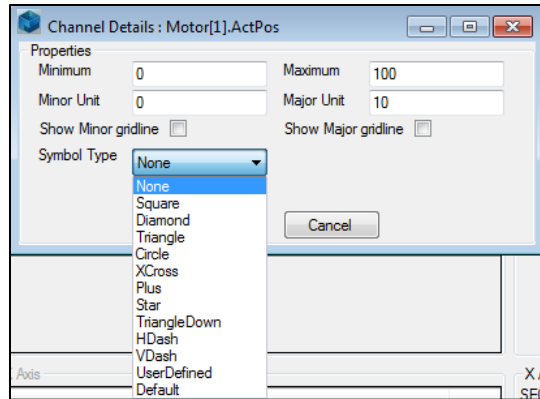 Channel Details : Motor[1].ActPos
Properties
Minimum 0 Maximum 100
Minor Unit 0 Major Unit 10
Show Minor gridline Show Major gridline
Symbol Type None
None
Square
Diamond
Triangle
Cancel
Circle
XCross
Plus
Star
TriangleDown
HDash
VDash
Axis
UserDefined
Default